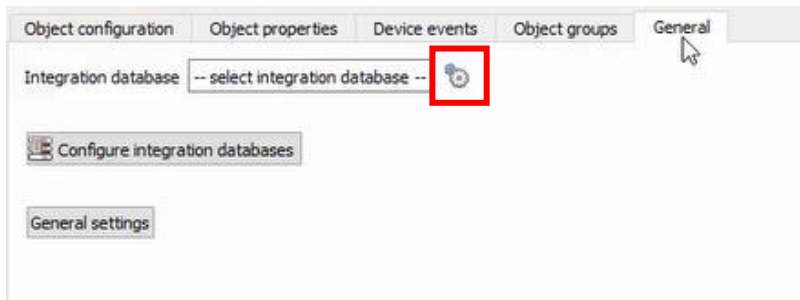 Object configuration Object properties Device events Object groups General
Integration database -- select integration database --
Configure integration databases
General settings